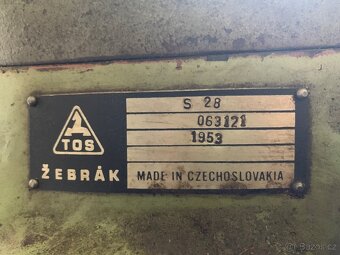 S 28
063121
1953
TOS
ŽEBRÁK
MADE IN CZECHOSLOVAKIA